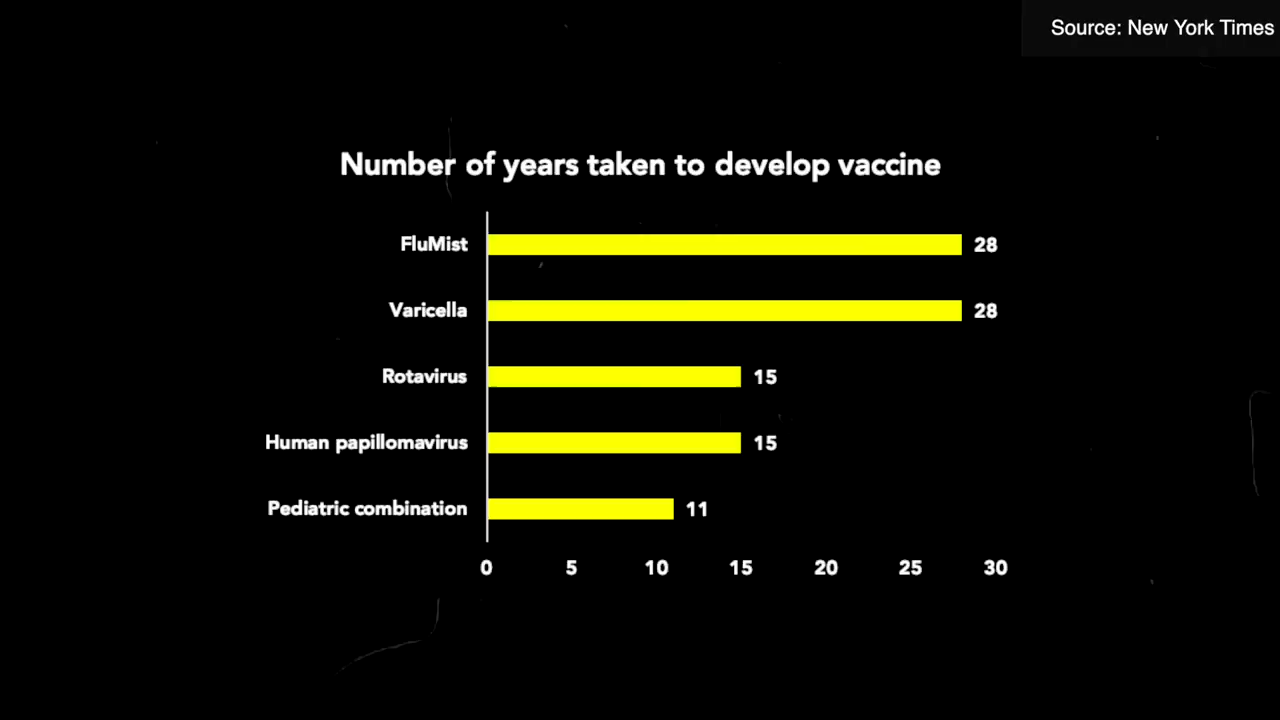 Source: New York Times
Number of years taken to develop vaccine
FluMist 28
Varicella 28
Rotavirus 15
Human papillomavirus 15
Pediatric combination 11
0 5 10 15 20 25 30